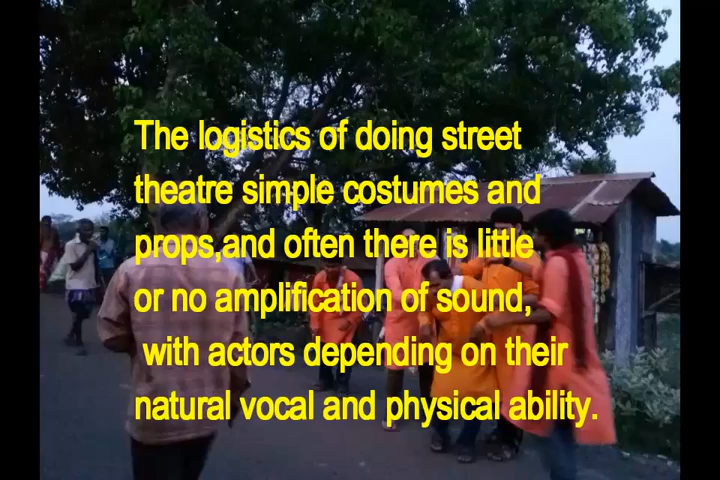 The logistics of doing street
theatre simple costumes and
props,and often there is little
or no amplification of sound,
with actors depending on their
natural vocal and physical ability.